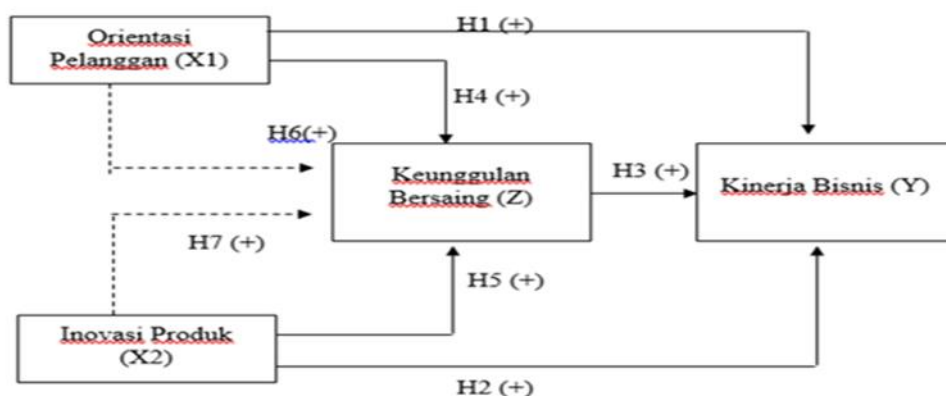 Orientasi
Pelanggan (X1)
H1 (+)
H4 (+)
H6(+)
Keunggulan
Bersaing (Z)
H3 (+)
Kinerja Bisnis (Y)
H7 (+)
H5 (+)
Inovasi Produk
(X2)
H2 (+)